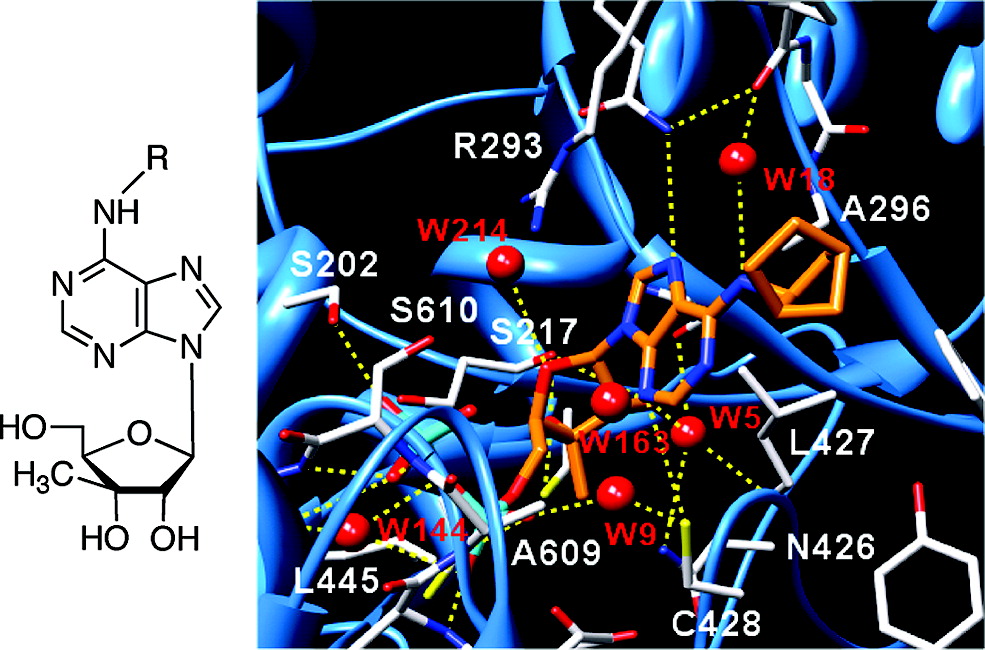 R
NH
N
N
N
N
HO
O
H₃C
HO OH
R293
W18
A296
W214
S202
S610
S217
W5
W163
L427
W9
W144
A609
N426
L445
C428